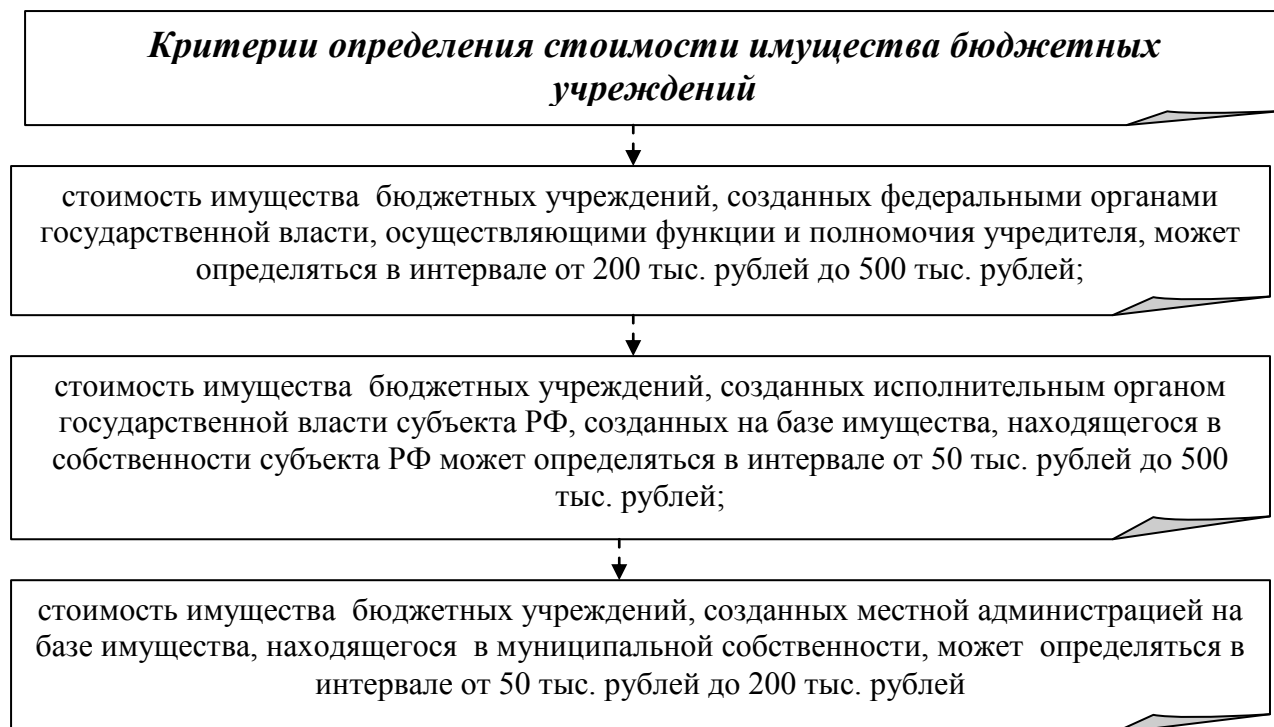 Критерии определения стоимости имущества бюджетных
учреждений
стоимость имущества бюджетных учреждений, созданных федеральными органами
государственной власти, осуществляющими функции и полномочия учредителя, может
определяться в интервале от 200 тыс. рублей до 500 тыс. рублей;
стоимость имущества бюджетных учреждений, созданных исполнительным органом
государственной власти субъекта РФ, созданных на базе имущества, находящегося в
собственности субъекта РФ может определяться в интервале от 50 тыс. рублей до 500
тыс. рублей;
стоимость имущества бюджетных учреждений, созданных местной администрацией на
базе имущества, находящегося в муниципальной собственности, может определяться в
интервале от 50 тыс. рублей до 200 тыс. рублей